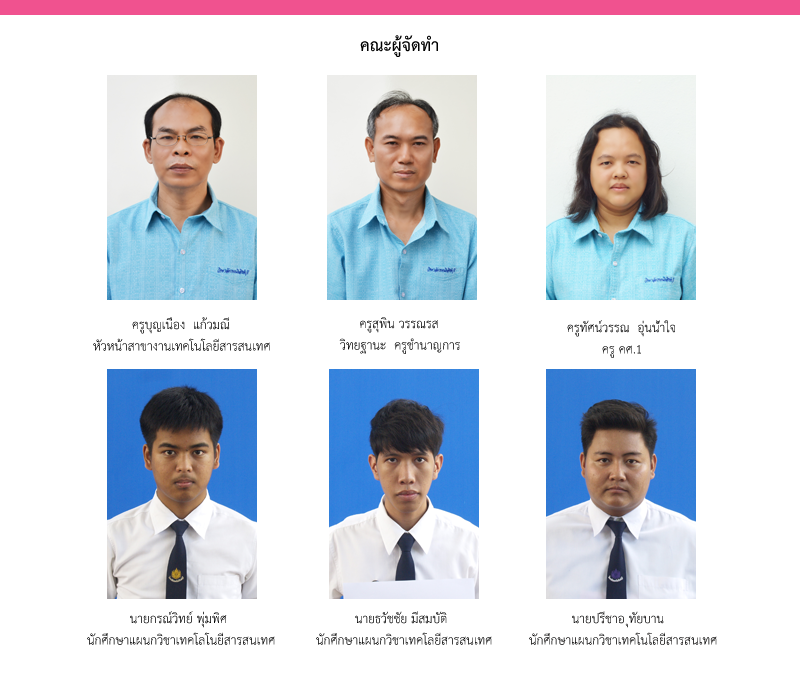 คณะผู้จัดทำ
ครูบุญเนือง แก้วมณี
หัวหน้าสาขางานเทคโนโลยีสารสนเทศ
ครูสุพิน วรรณรส
วิทยฐานะ ครูชำนาญการ
ครูทัศน์วรรณ อุ่นน้ำใจ
ครู คศ.1
นายกรณ์วิทย์ พุ่มพิศ
นักศึกษาแผนกวิชาเทคโลโนยีสารสนเทศ
นายธวัชชัย มีสมบัติ
นักศึกษาแผนกวิชาเทคโลยีสารสนเทศ
นายปรีชาอ ุทัยบาน
นักศึกษาแผนกวิชาเทคโนโลยีสารสนเทศ